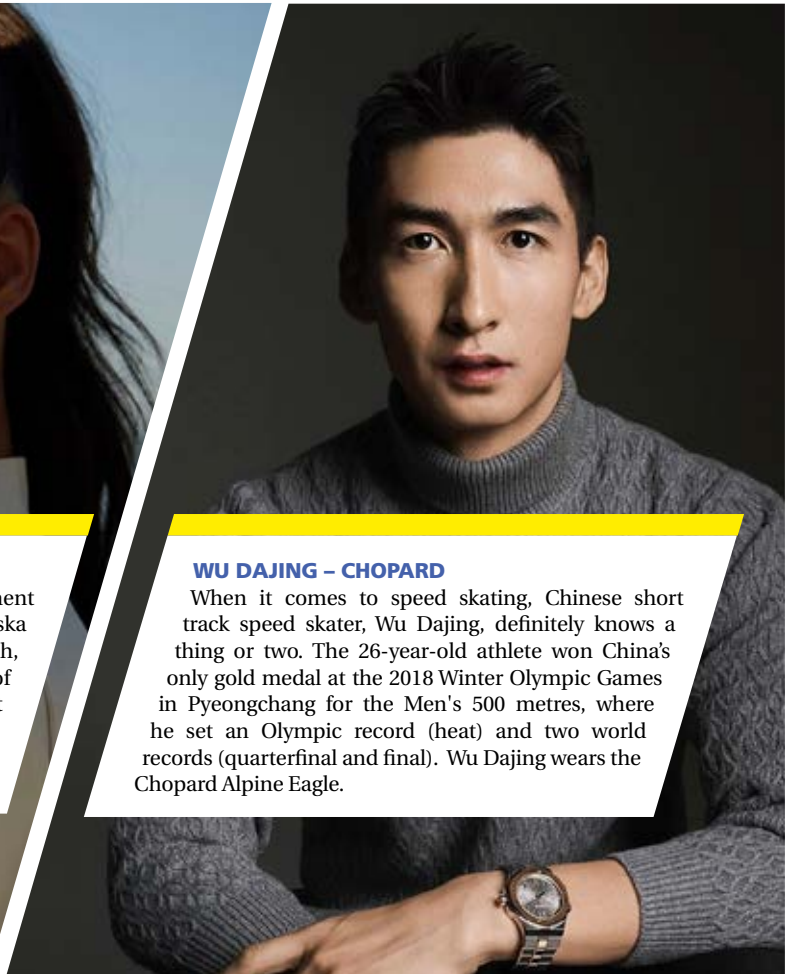 nent
ska
h,
of
t
WU DAJING – CHOPARD
When it comes to speed skating, Chinese short
track speed skater, Wu Dajing, definitely knows a
thing or two. The 26-year-old athlete won China’s
only gold medal at the 2018 Winter Olympic Games
in Pyeongchang for the Men's 500 metres, where
he set an Olympic record (heat) and two world
records (quarterfinal and final). Wu Dajing wears the
Chopard Alpine Eagle.